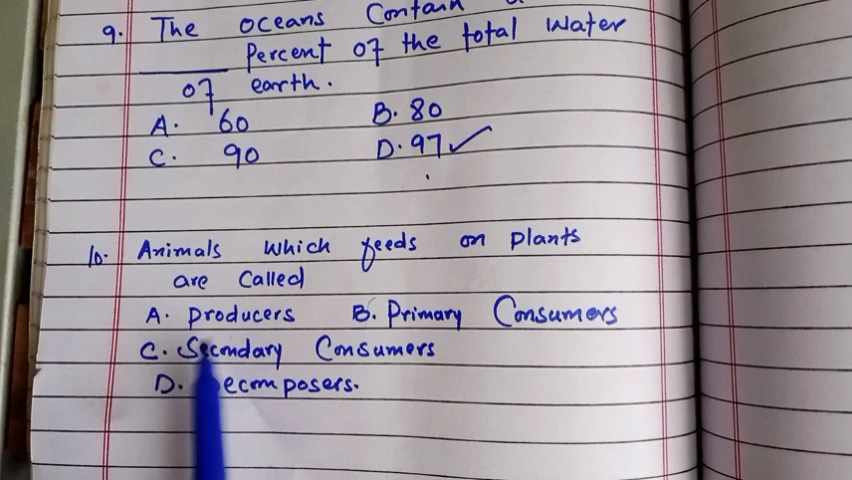 9. The oceans Contain
_____ Percent of the total Water
of earth.
A. 60 B. 80
C. 90 D. 97 ✓
10. Animals which feeds on plants
are called
A. producers B. Primary Consumers
C. Secondary Consumers
D. Decomposers.